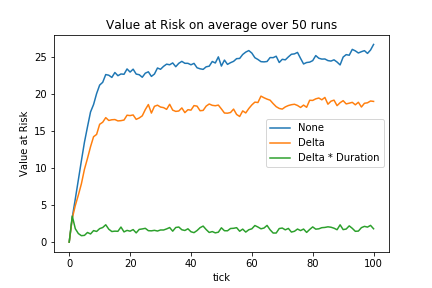 Value at Risk on average over 50 runs
Value at Risk
25
20
15
10
5
0
None
Delta
Delta * Duration
0
20
40
60
80
100
tick